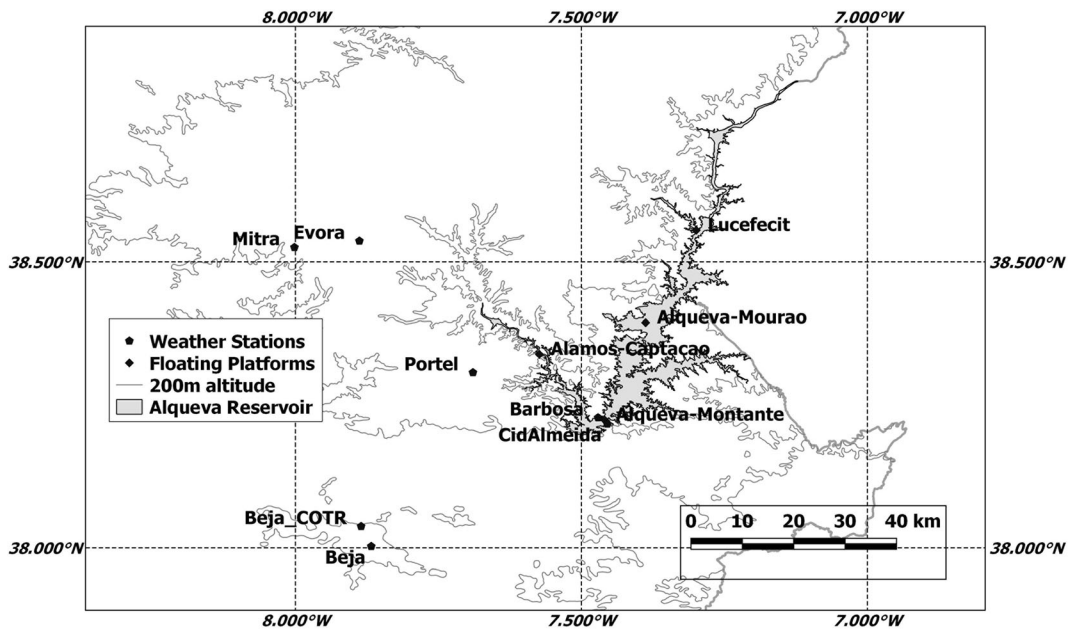 8.000°W 7.500°W 7.000°W
Lucefecit
Mitra Evora
38.500°N 38.500°N
Alqueva-Mourao
Weather Stations
Floating Platforms
200m altitude
Alqueva Reservoir
Alamos-Captacao
Portel
Barbosa Alqueva-Montante
CidAlmeida
Beja_COTR
0 10 20 30 40 km
38.000°N 38.000°N
Beja
8.000°W 7.500°W 7.000°W